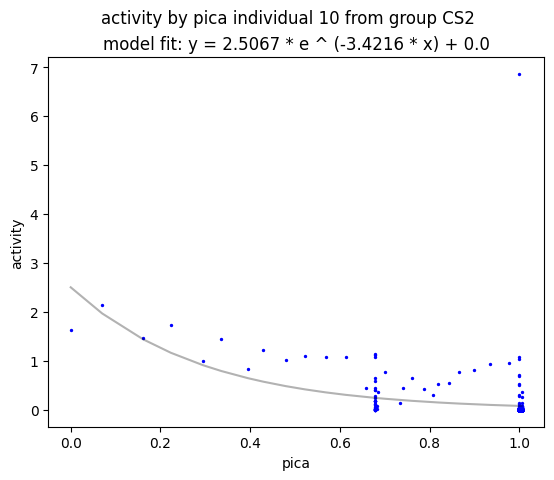 activity by pica individual 10 from group CS2
model fit: y = 2.5067 * e ^ (-3.4216 * x) + 0.0
7
6
5
4
3
2
1
0
activity
0.0 0.2 0.4 0.6 0.8 1.0
pica